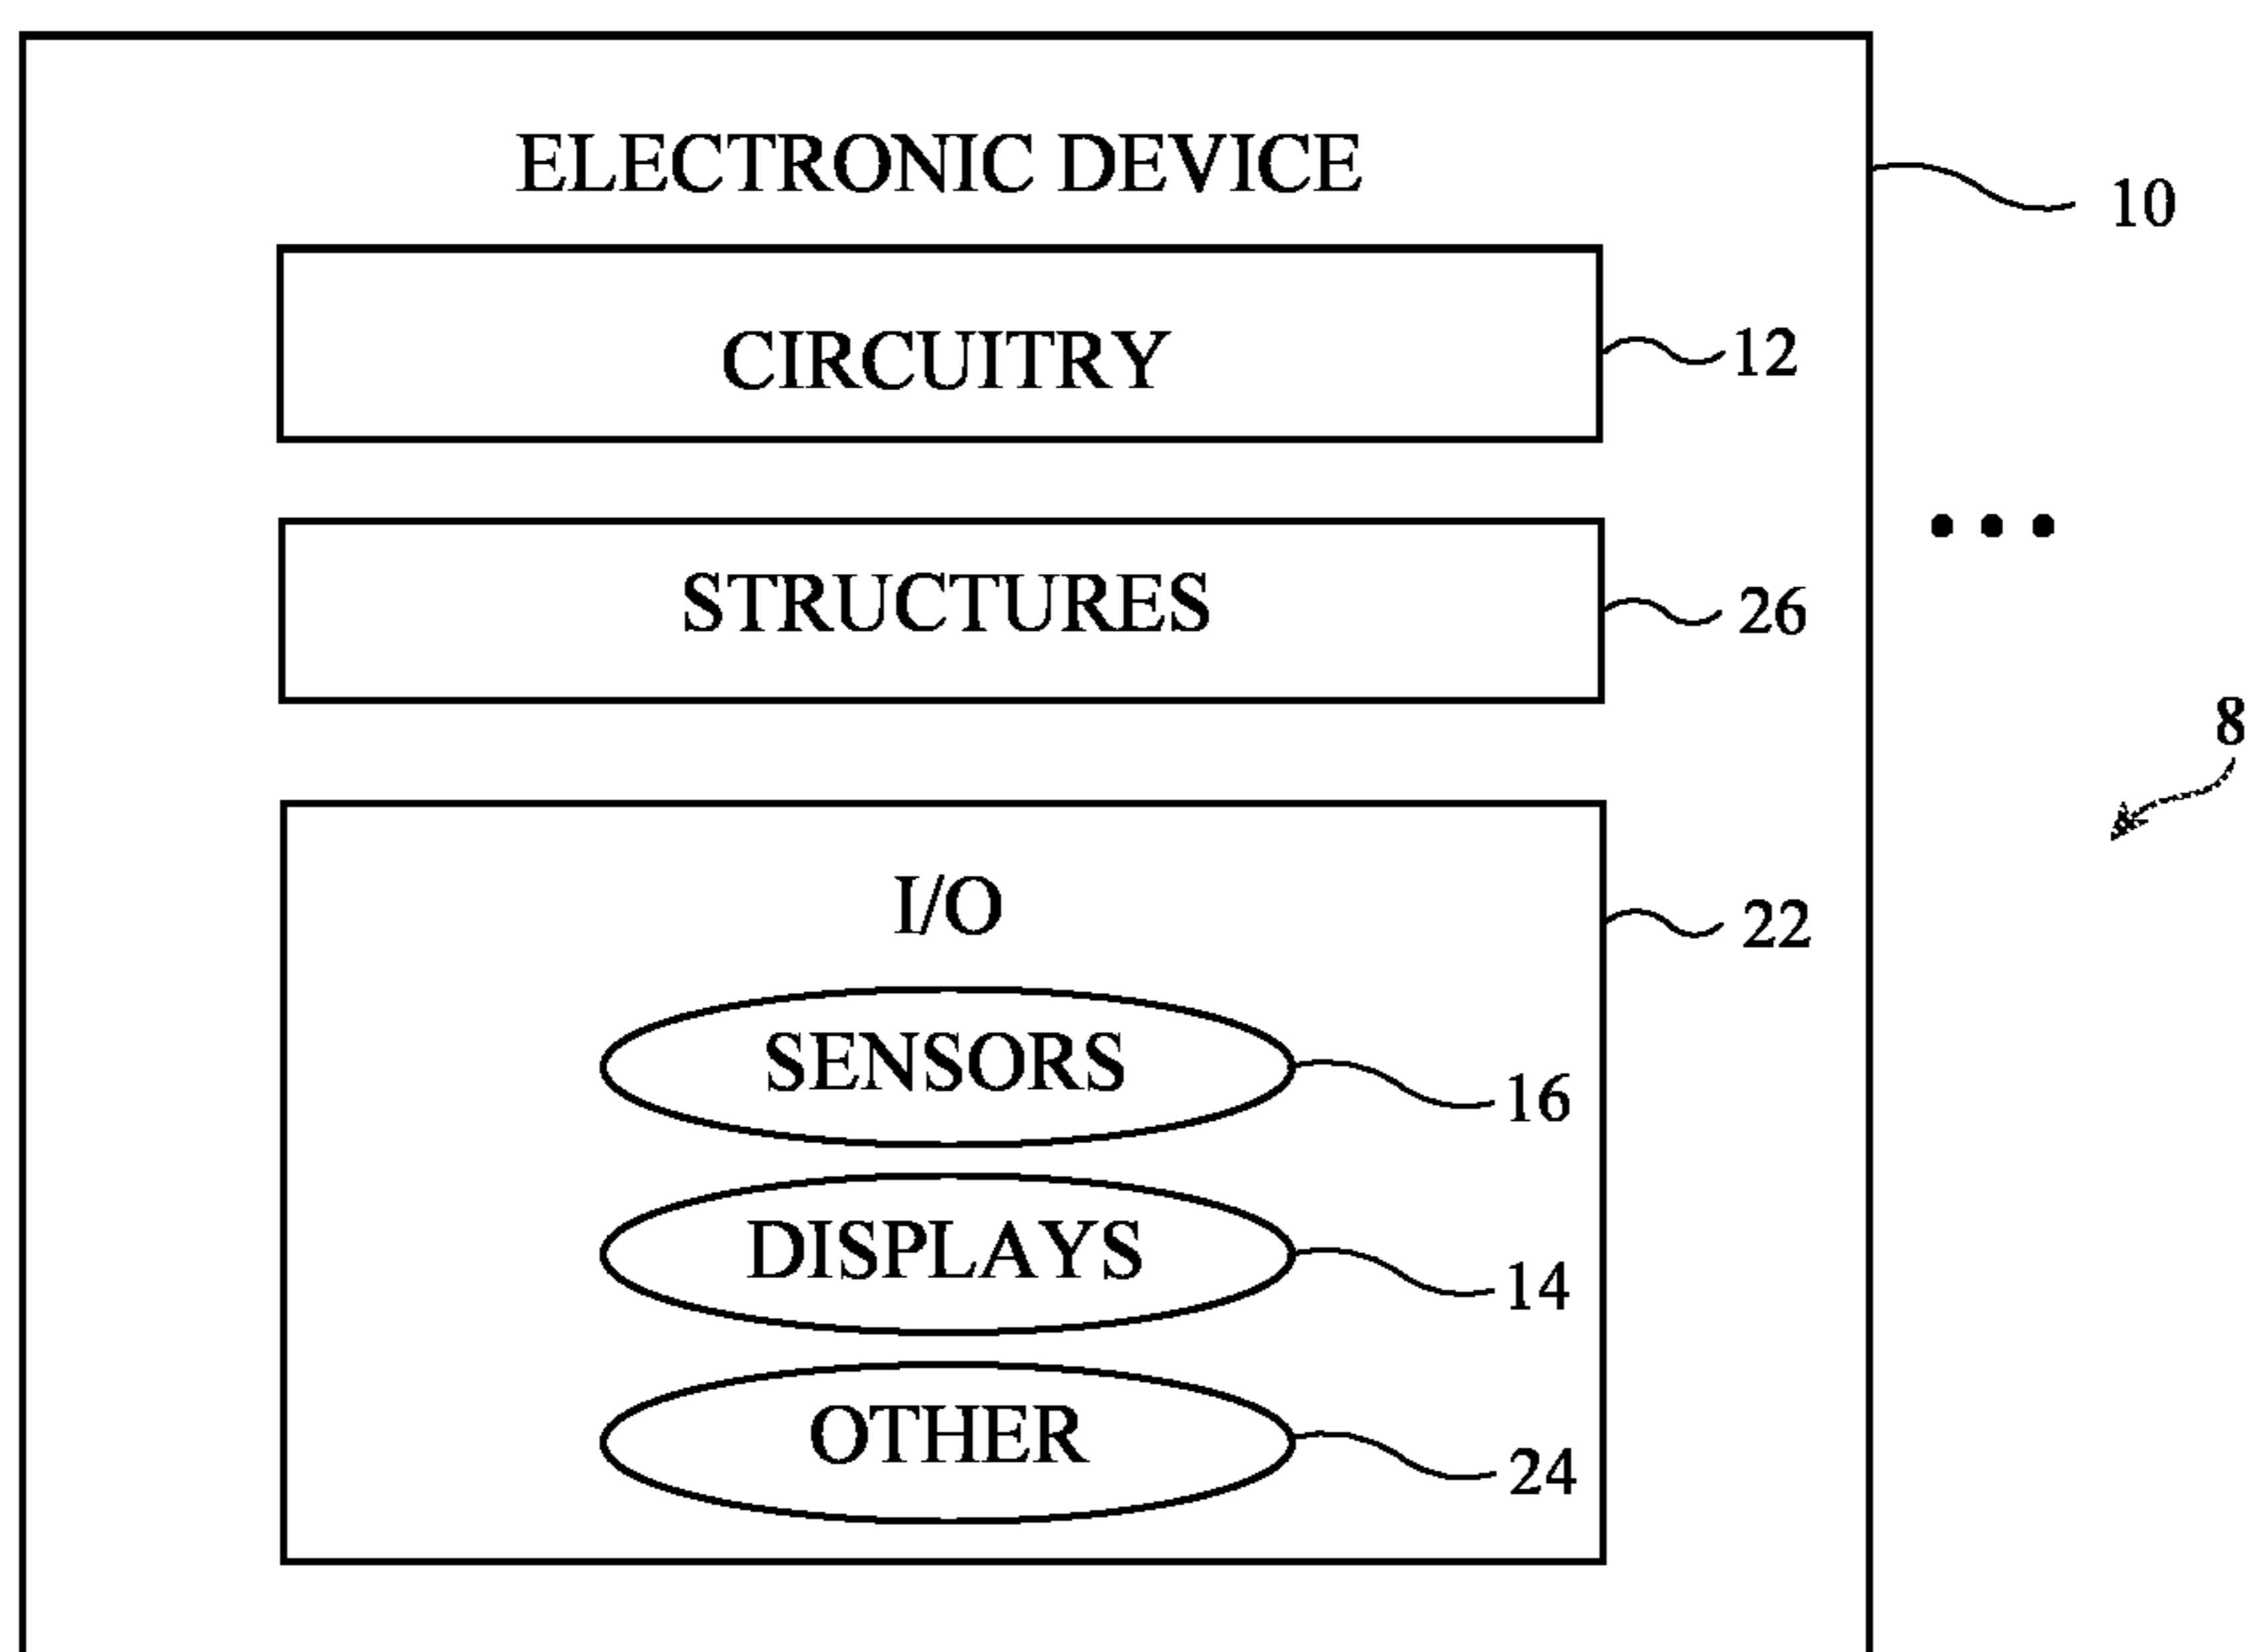 ELECTRONIC DEVICE
10
CIRCUITRY
12
STRUCTURES
26
8
I/O
22
SENSORS
16
DISPLAYS
14
OTHER
24